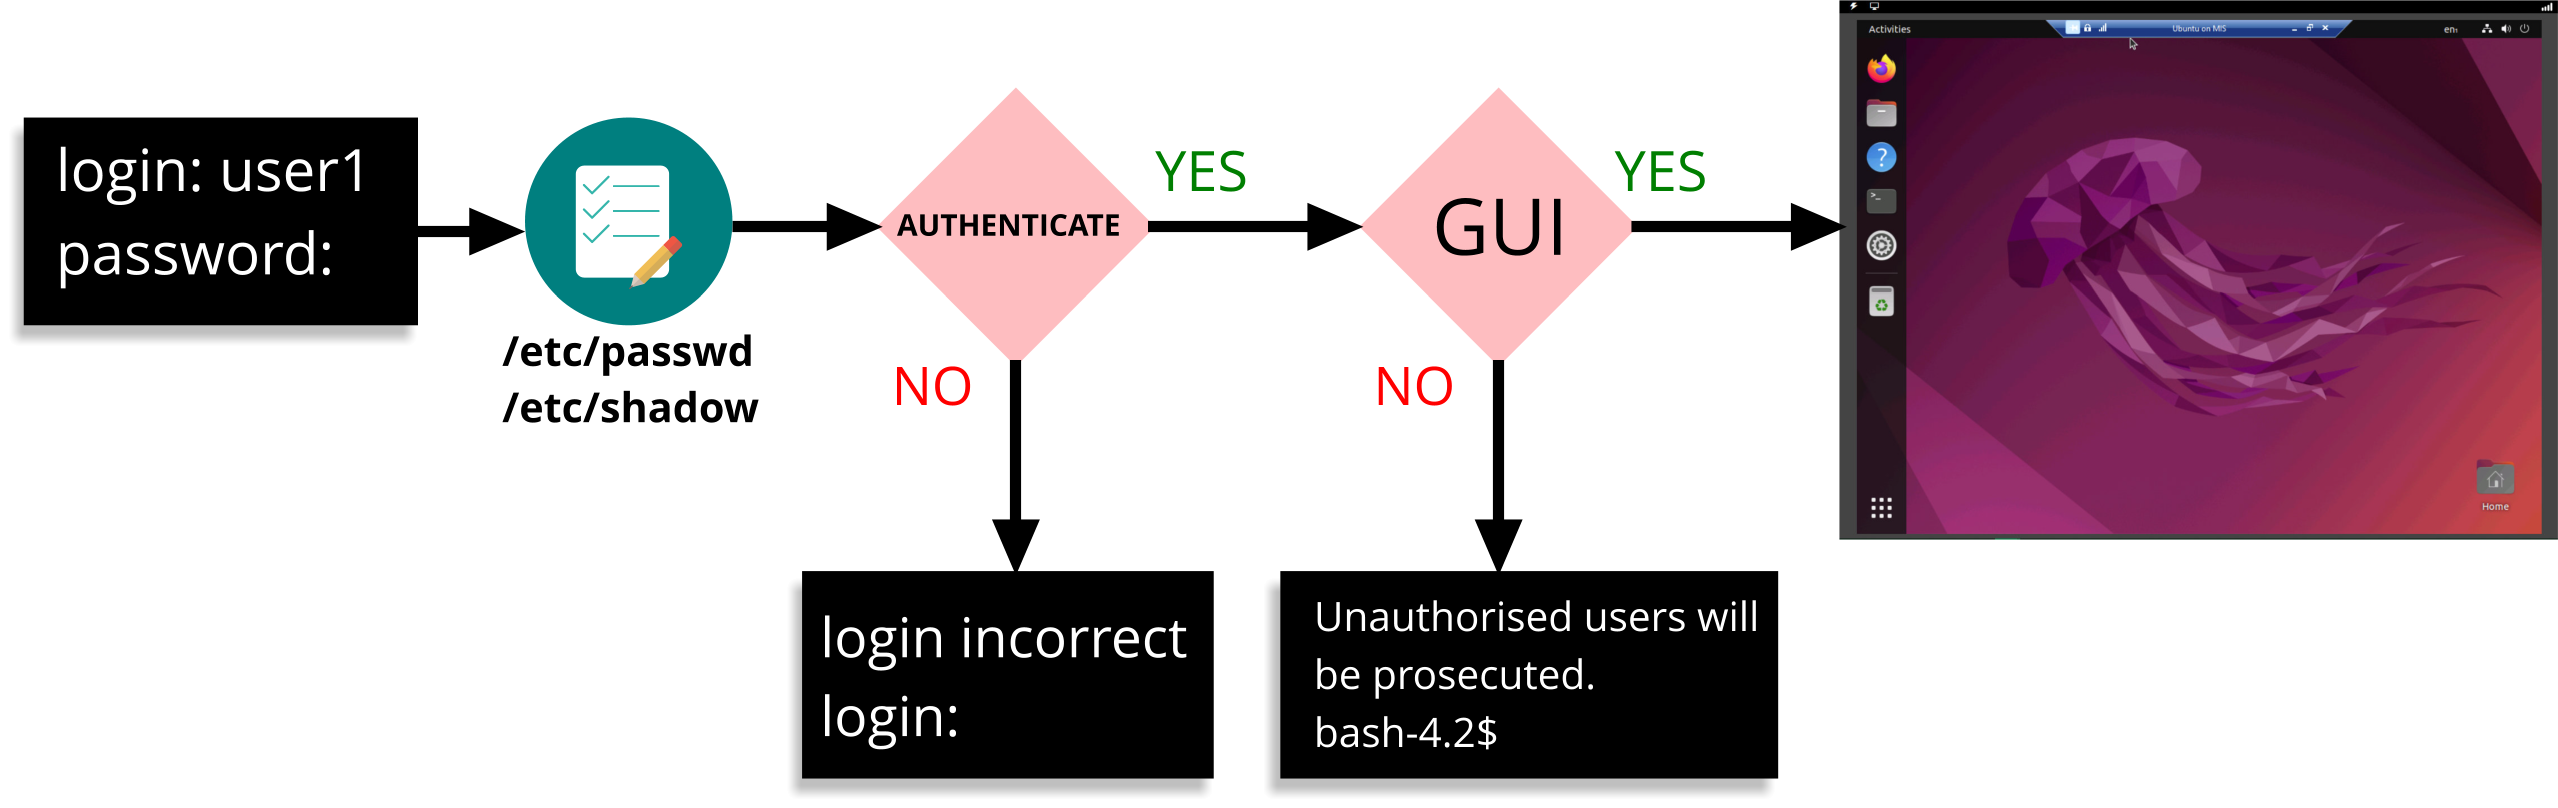 login: user1
password:
/etc/passwd
/etc/shadow
AUTHENTICATE
YES
NO
login incorrect
login:
GUI
YES
NO
Unauthorised users will
be prosecuted.
bash-4.2$
Activities
Ubuntu on MIS
en₁
?
>_
Home